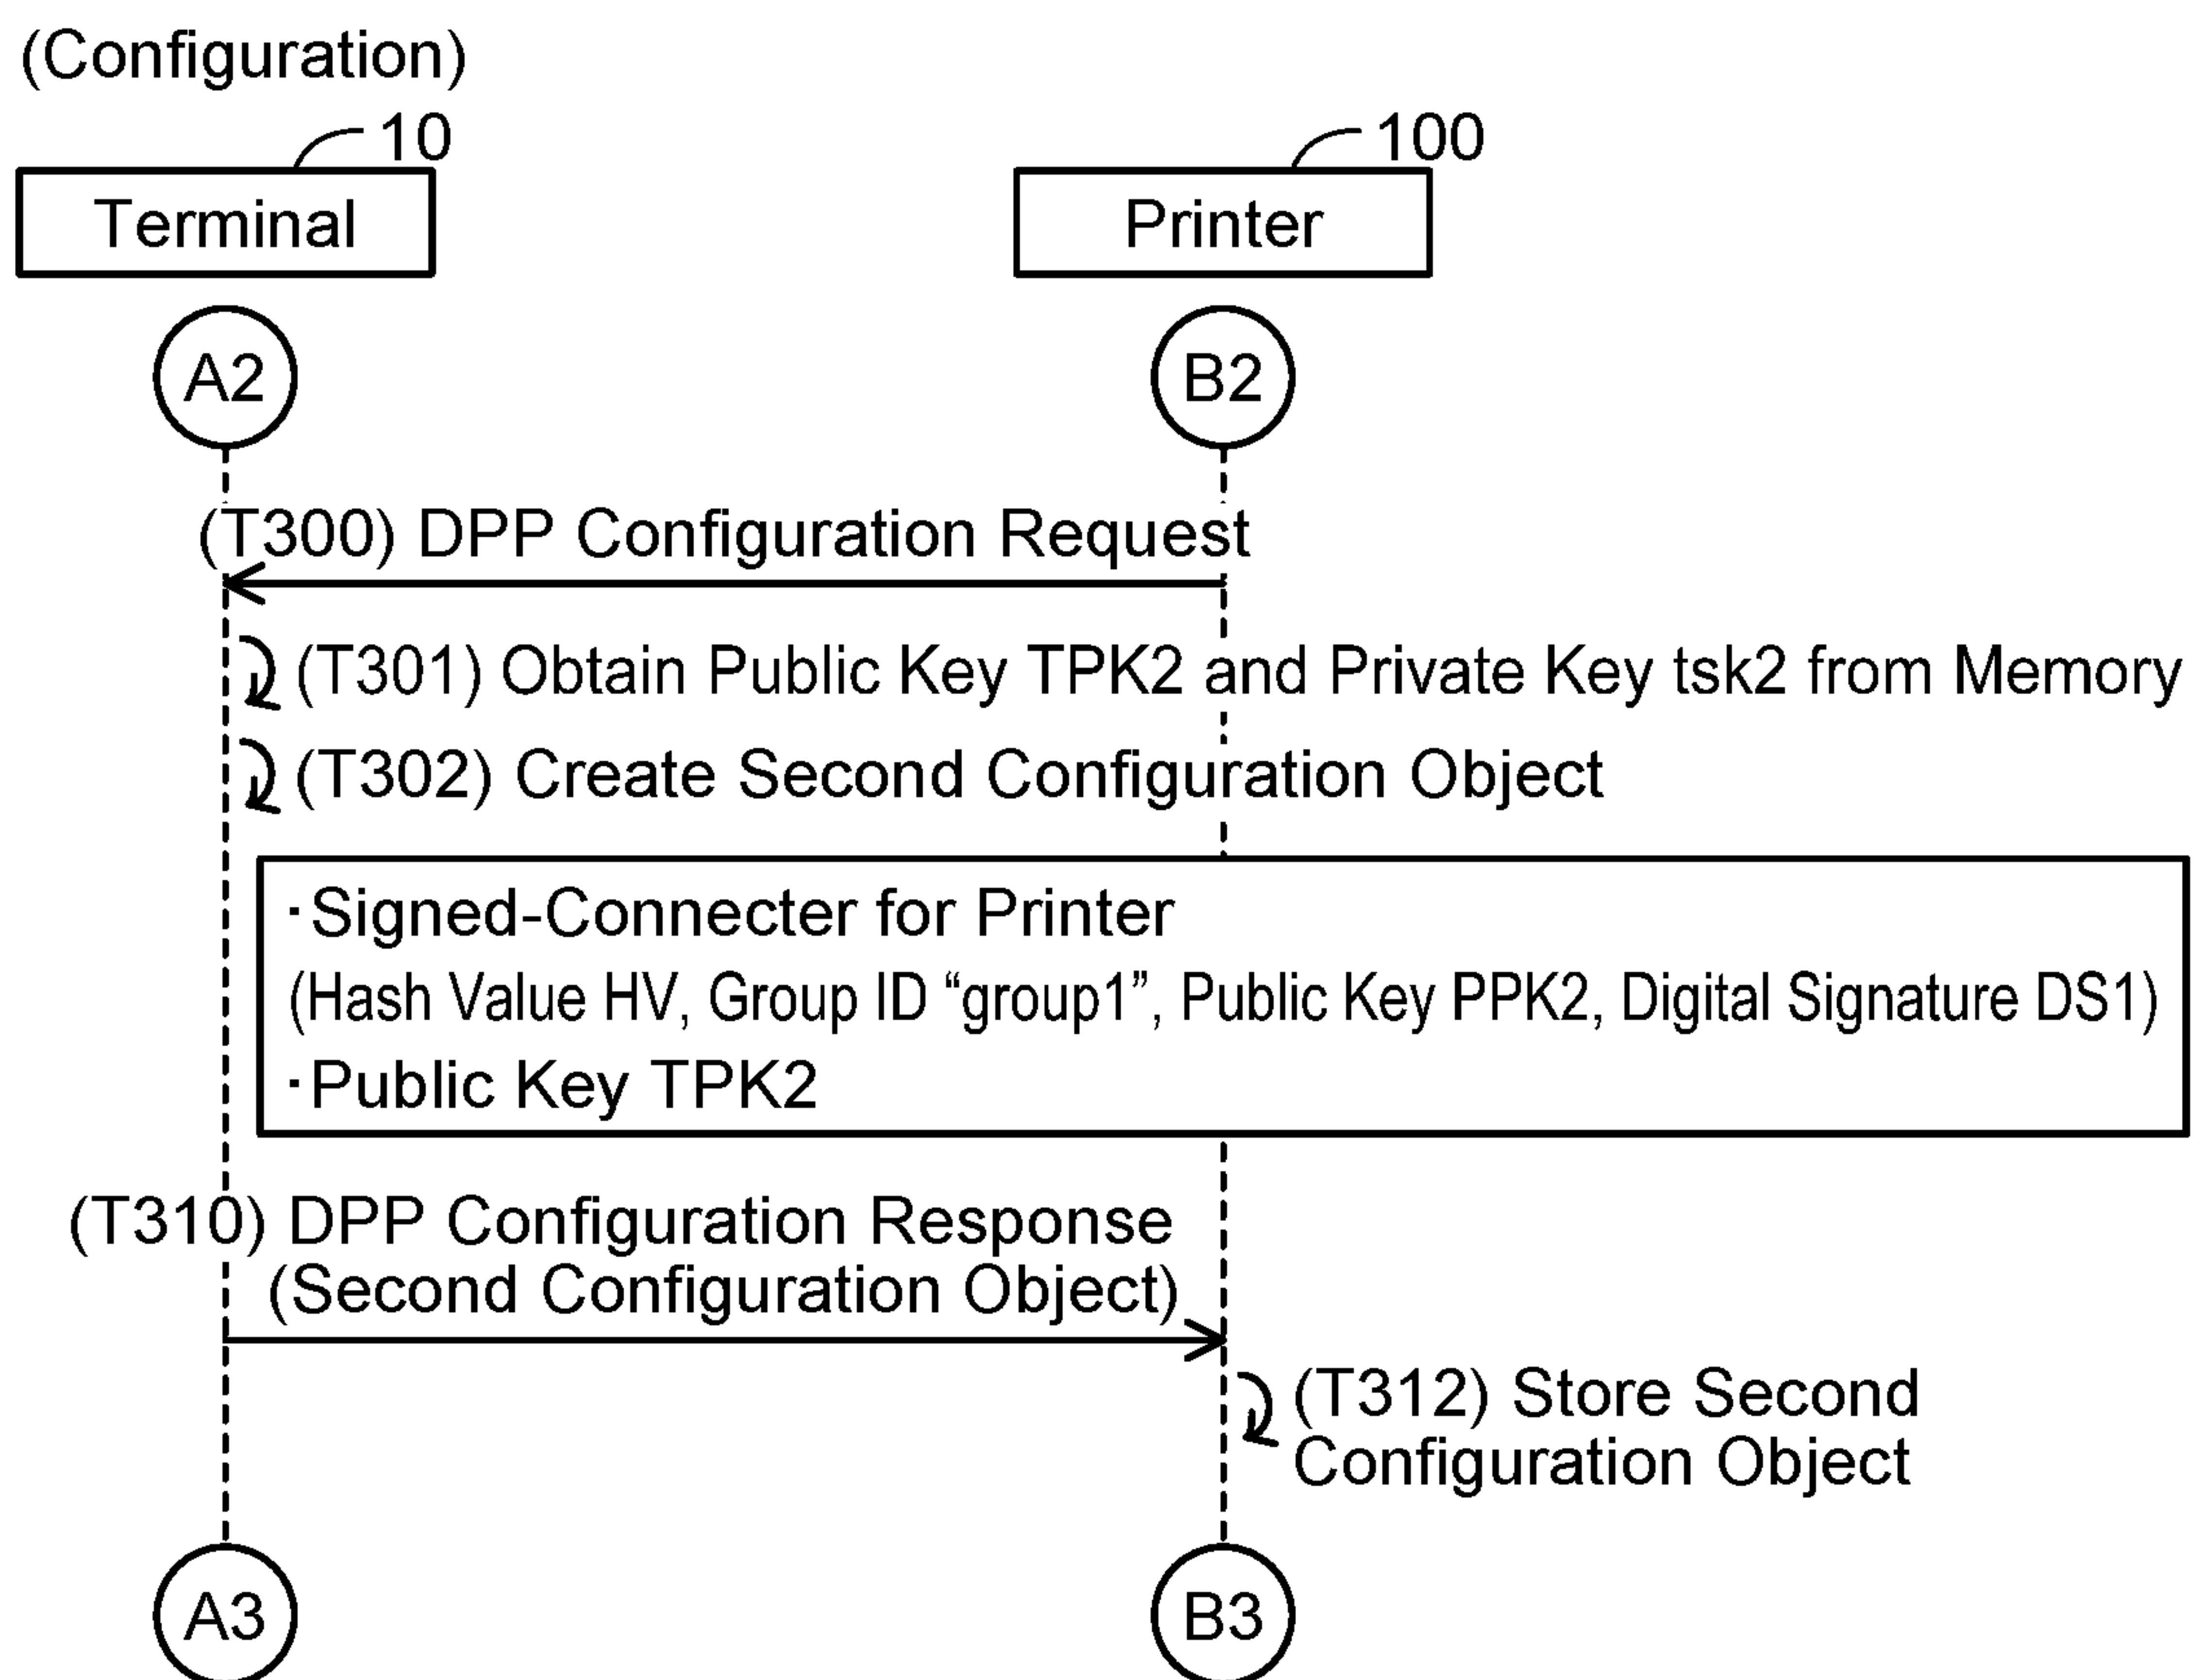 (Configuration)
10
100
Terminal
Printer
A2
B2
(T300) DPP Configuration Request
(T301) Obtain Public Key TPK2 and Private Key tsk2 from Memory
(T302) Create Second Configuration Object
·Signed-Connecter for Printer
(Hash Value HV, Group ID “group1”, Public Key PPK2, Digital Signature DS1)
·Public Key TPK2
(T310) DPP Configuration Response
(Second Configuration Object)
(T312) Store Second
Configuration Object
A3
B3